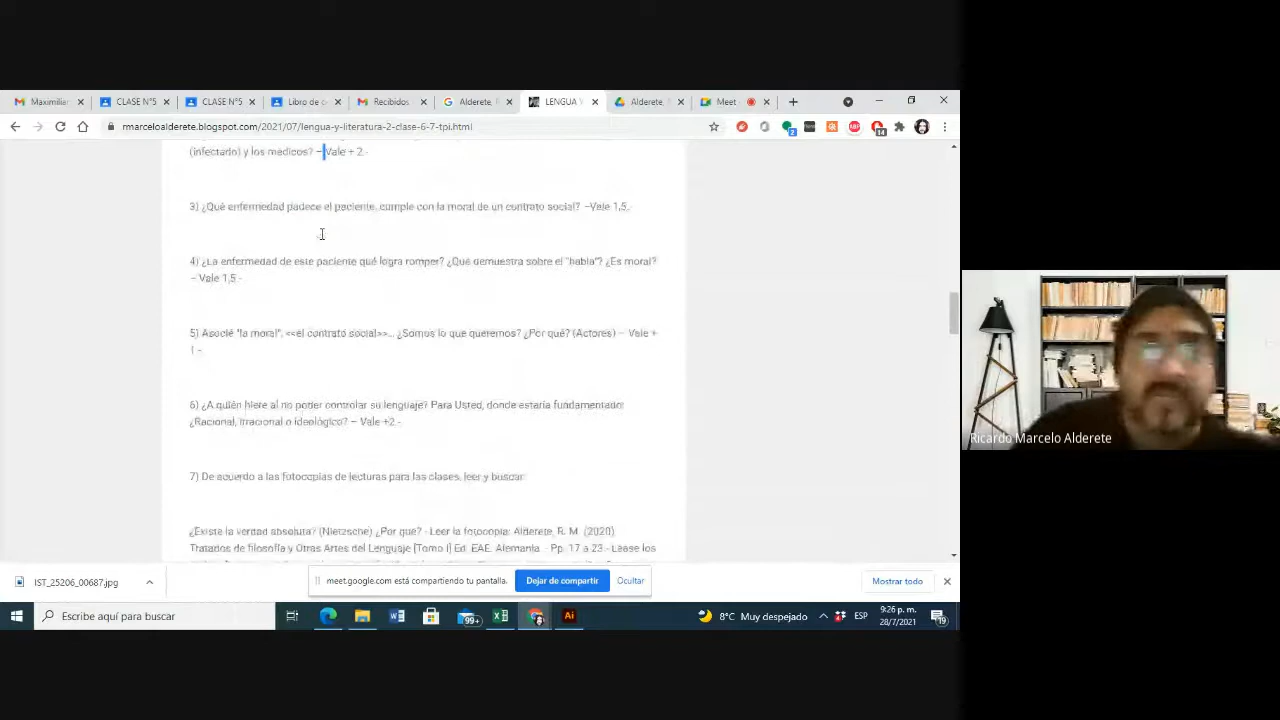 Maximilian
CLASE N°5
CLASE N°5
Libro de c
Recibidos
Alderete,
LENGUA Y
Alderete,
Meet
marceloalderete.blogspot.com/2021/07/lengua-y-literatura-2-clase-6-7-tpi.html
(infectado) y los médicos? – Vale + 2.-
3) ¿Qué enfermedad padece el paciente, cumple con la moral de un contrato social? –Vale 1,5.-
4) ¿La enfermedad de este paciente qué logra romper? ¿Qué demuestra sobre el "habla"? ¿Es moral?
– Vale 1,5.-
5) Asocié "la moral", <<el contrato social>>... ¿Somos lo que queremos? ¿Por qué? (Actores) – Vale +
1.-
6) ¿A quién hiere al no poder controlar su lenguaje? Para Usted, donde estaría fundamentado:
¿Racional, irracional o ideológico? – Vale +2.-
7) De acuerdo a las fotocopias de lecturas para las clases, leer y buscar:
¿Existe la verdad absoluta? (Nietzsche) ¿Por qué? - Leer la fotocopia: Alderete, R. M. (2020)
Tratados de filosofía y Otras Artes del Lenguaje [Tomo I] Ed. EAE. Alemania. - Pp. 17 a 23.- Lease los
Ricardo Marcelo Alderete
IST_25206_00687.jpg
meet.google.com está compartiendo tu pantalla.
Dejar de compartir
Ocultar
Mostrar todo
Escribe aquí para buscar
99+
8°C Muy despejado
ESP
9:26 p. m.
28/7/2021
19